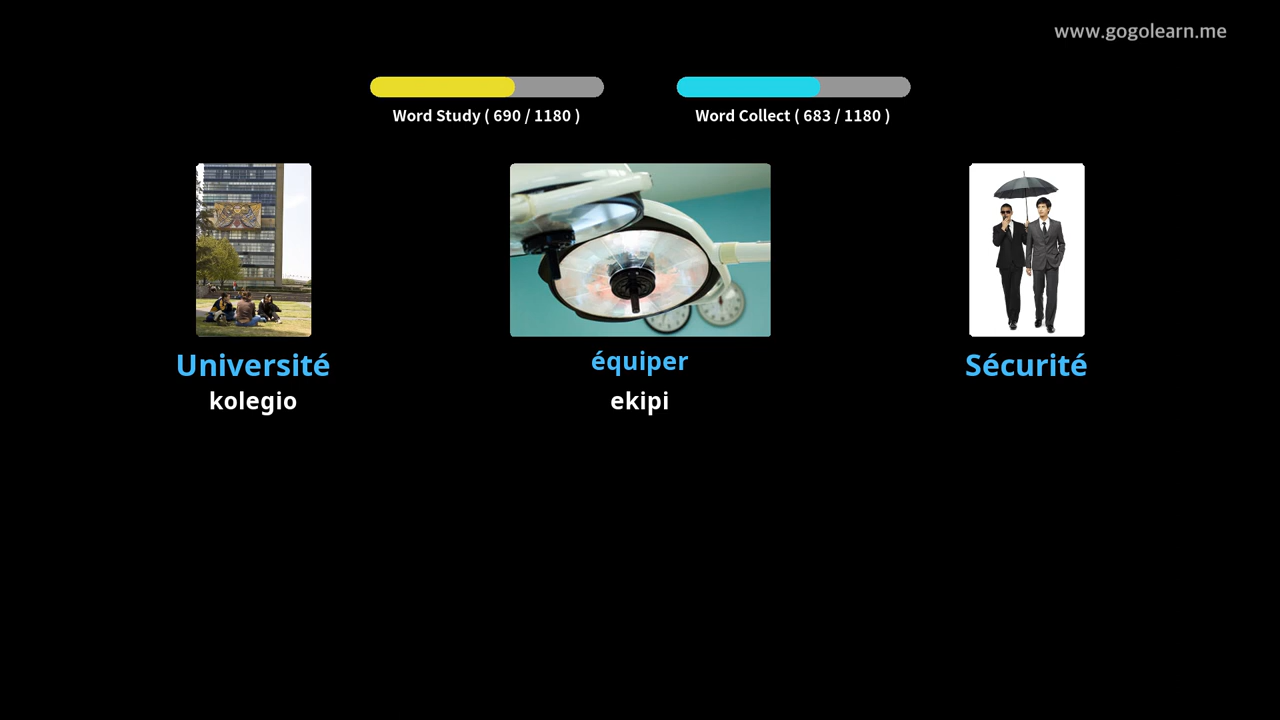 www.gogolearn.me
Word Study ( 690 / 1180 )
Word Collect ( 683 / 1180 )
Université
kolegio
équiper
ekipi
Sécurité